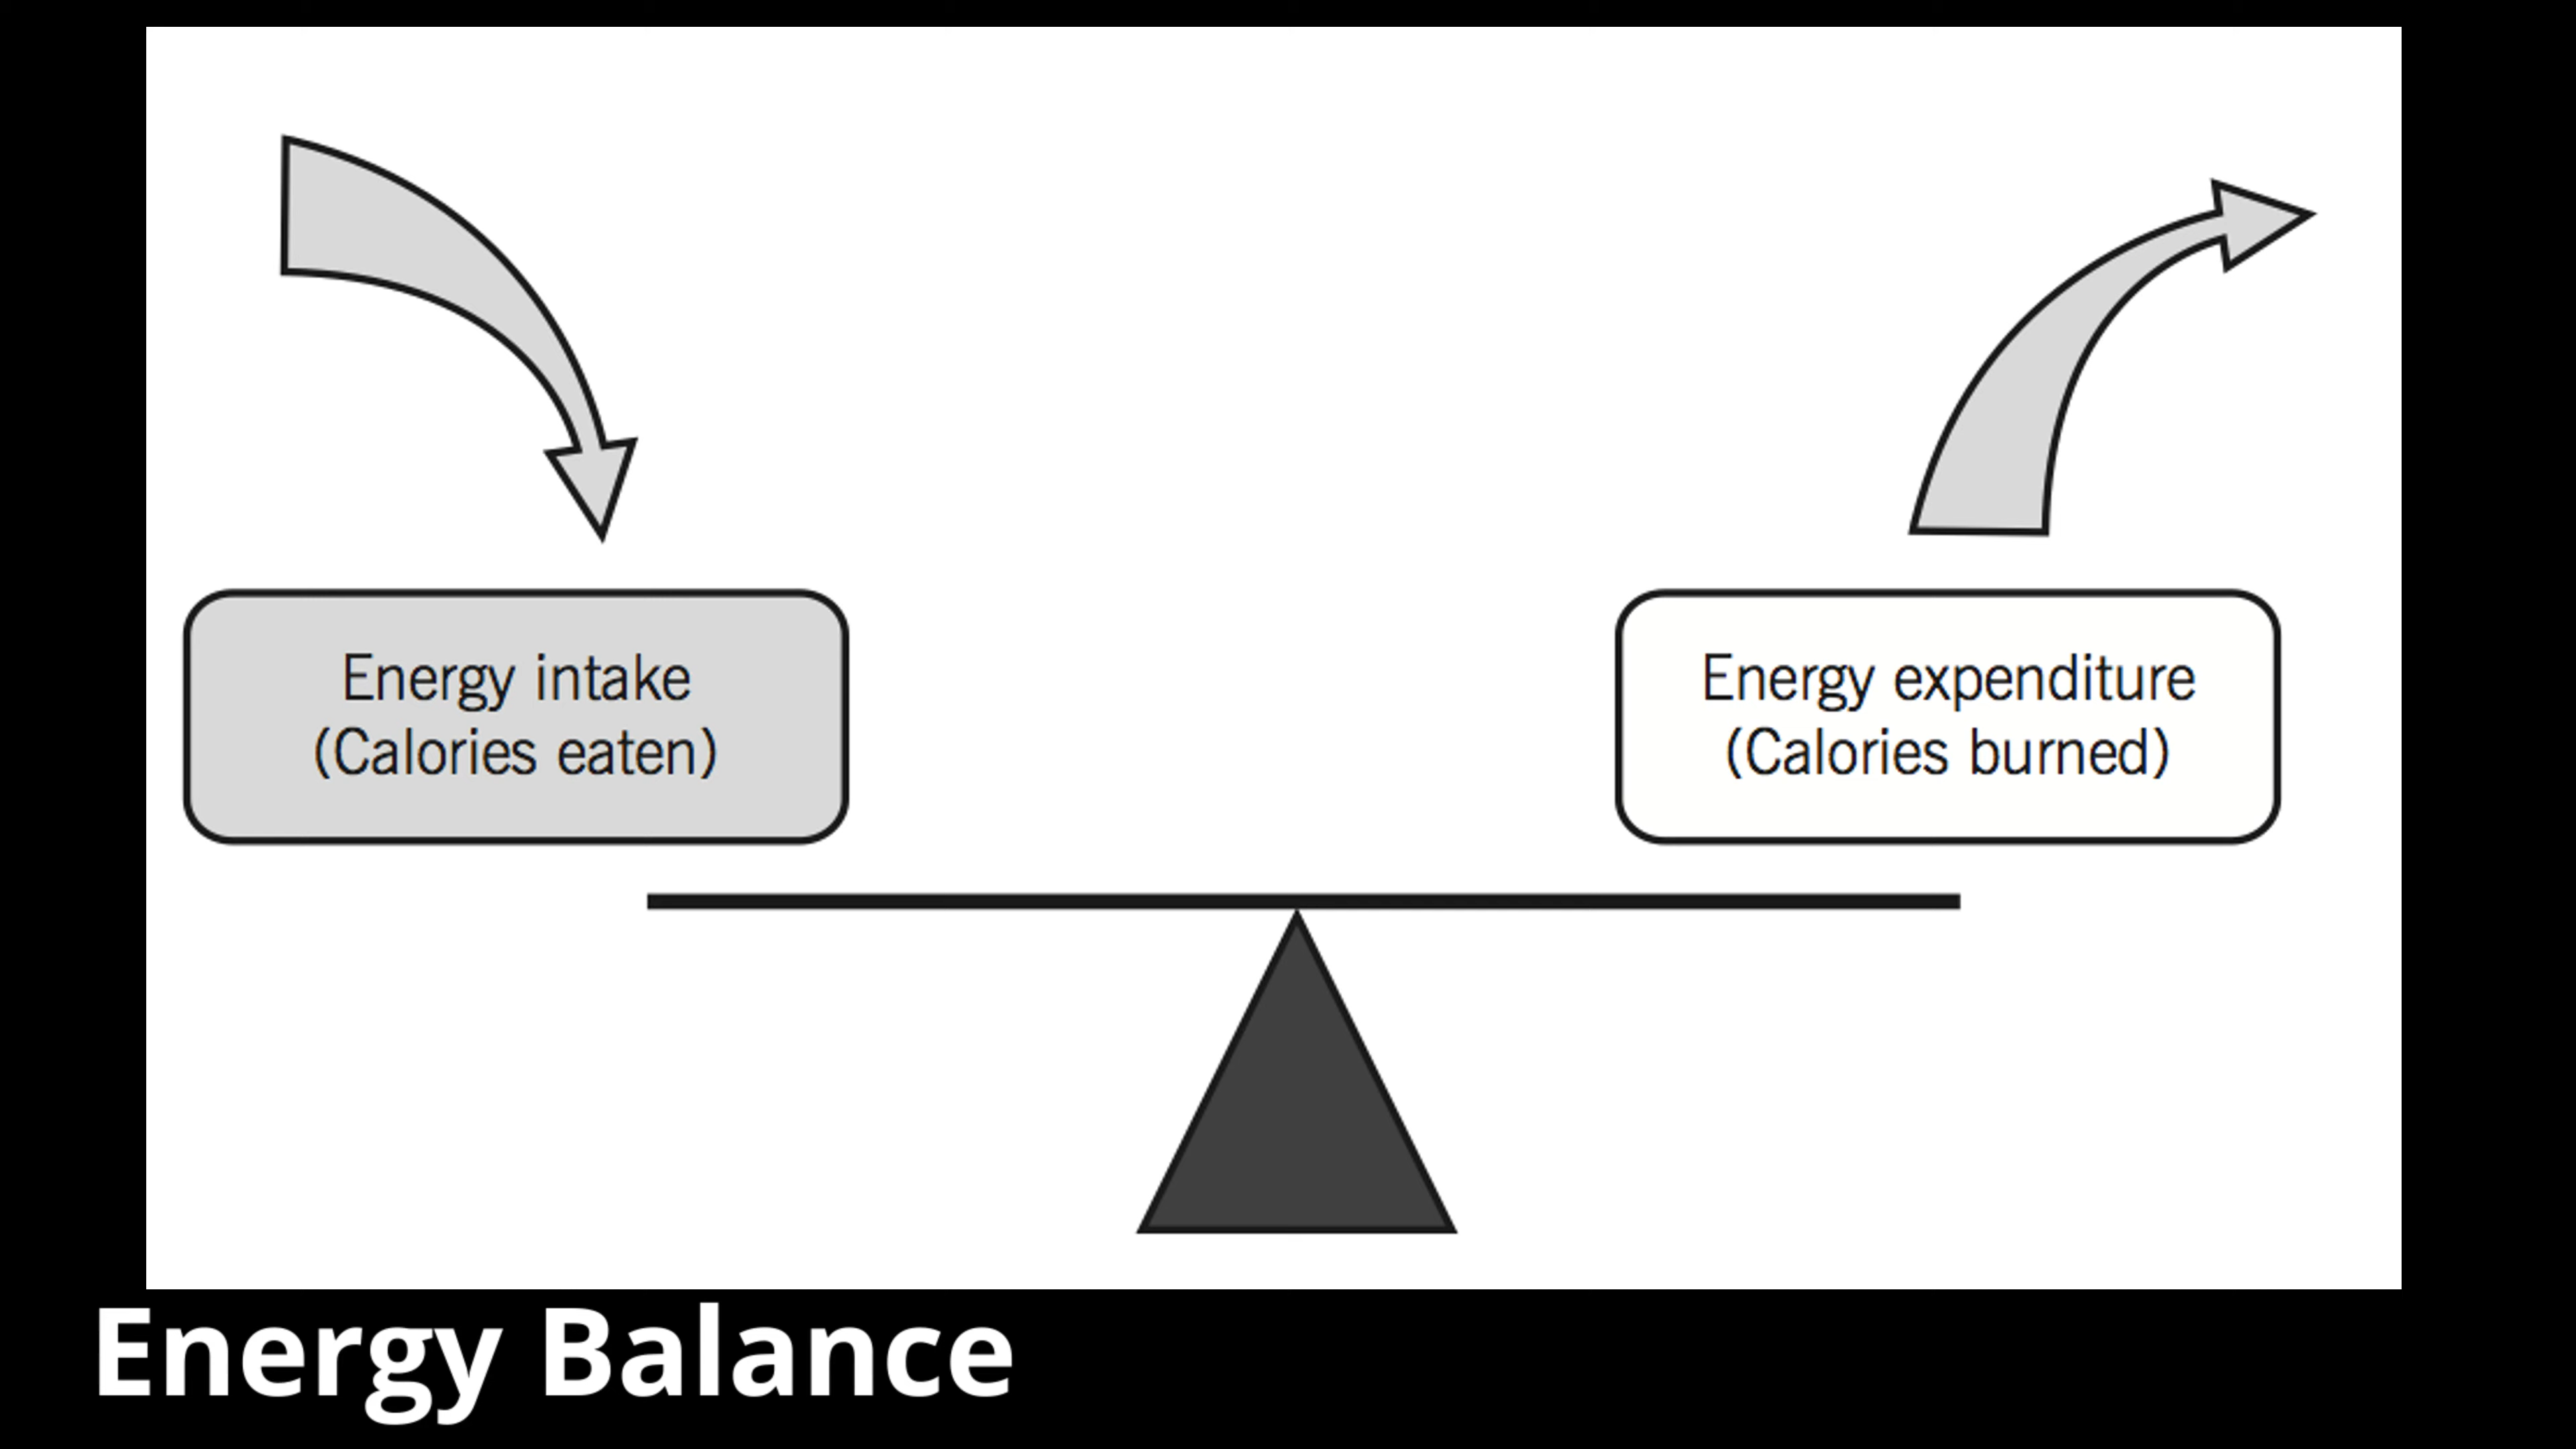 Energy intake
(Calories eaten)
Energy expenditure
(Calories burned)
Energy Balance